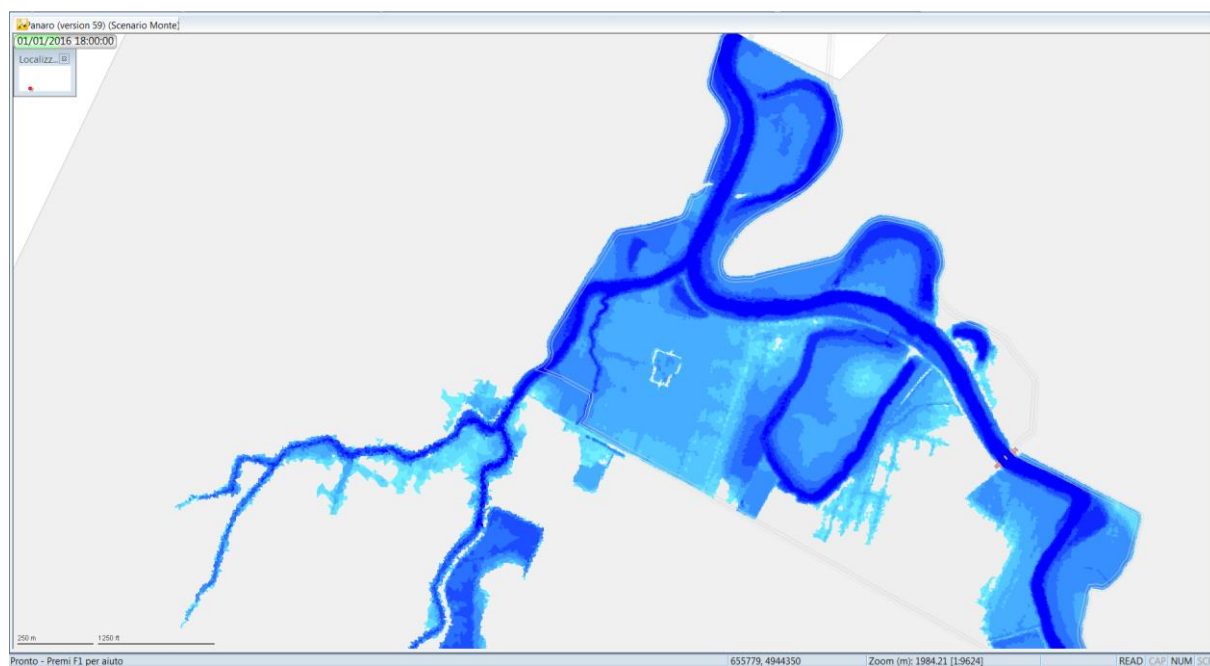 Panaro (version 59) (Scenario Monte)
01/01/2016 18:00:00
Localizz...
250 m 1250 ft
Pronto - Premi F1 per aiuto 655779, 4944350 Zoom (m): 1984.21 [1:9624] READ CAP NUM